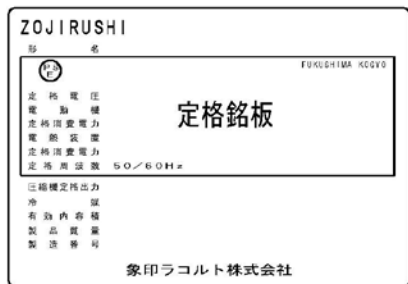 ZOJIRUSHI
形名
PSE
FUKUSHIMA KOGYO
定格電圧
電動機
定格消費電力
電熱装置
定格消費電力
定格周波数 50/60Hz
定格銘板
圧縮機定格出力
冷媒
有効内容積
製品質量
製造番号
象印ラコルト株式会社